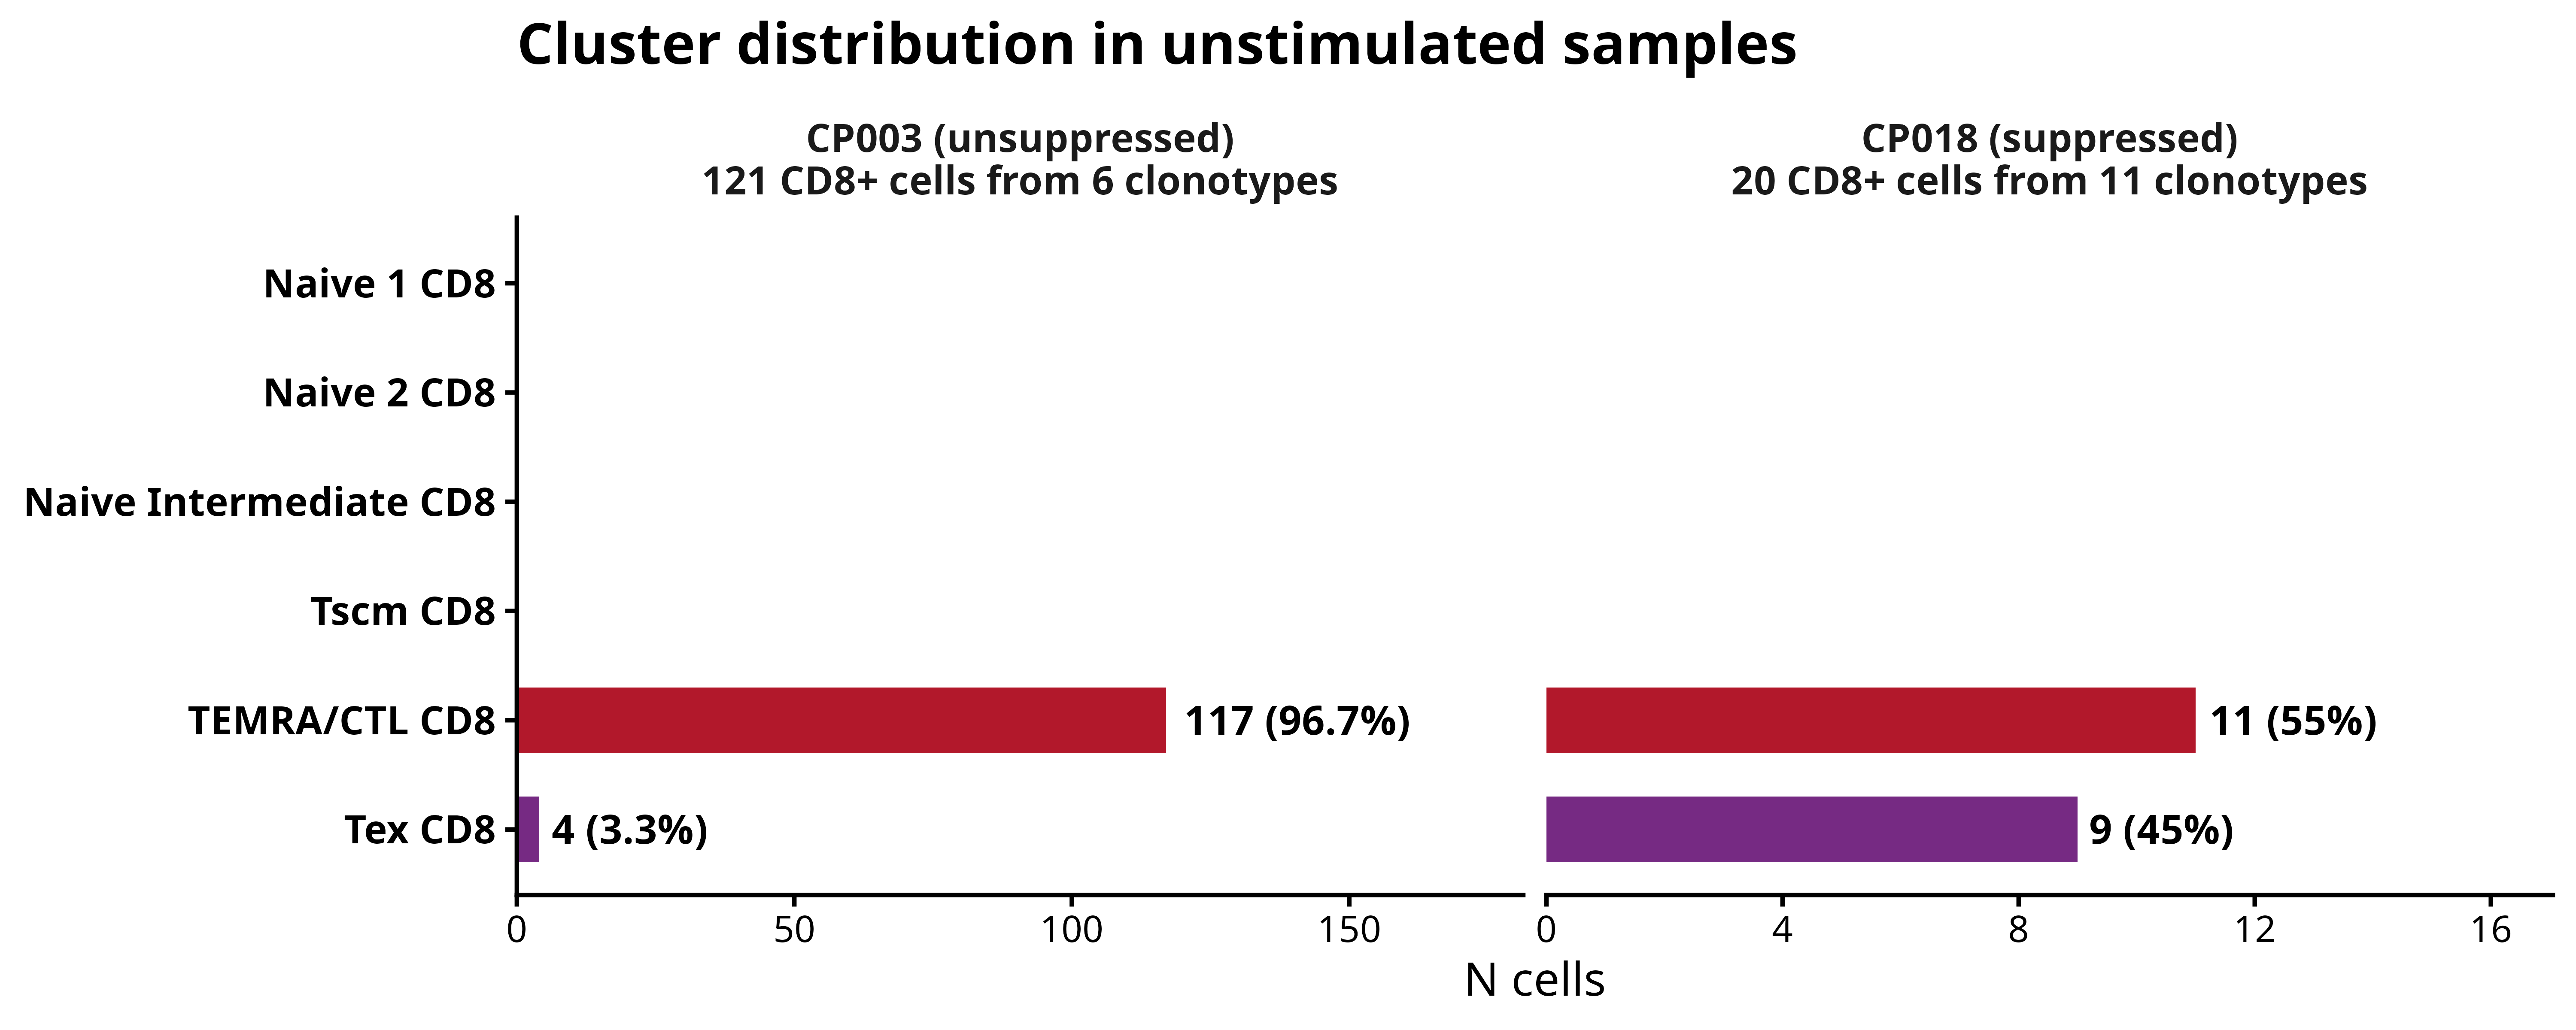 Cluster distribution in unstimulated samples
CP003 (unsuppressed)
121 CD8+ cells from 6 clonotypes
CP018 (suppressed)
20 CD8+ cells from 11 clonotypes
Naive 1 CD8
Naive 2 CD8
Naive Intermediate CD8
Tscm CD8
TEMRA/CTL CD8
117 (96.7%)
11 (55%)
Tex CD8
4 (3.3%)
9 (45%)
0 50 100 150
0 4 8 12 16
N cells